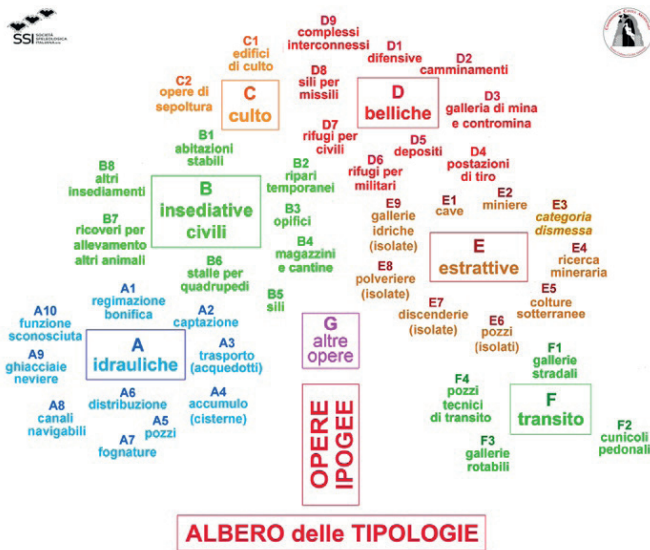 SSI SOCIETÀ
SPELEOLOGICA
ITALIANA
D9
complessi
interconnessi
C1
edifici
di culto
D1
difensive
D2
camminamenti
C2
opere di
sepoltura
C
culto
D8
sili per
missili
D
belliche
D3
galleria di mina
e contromina
B1
abitazioni
stabili
D7
rifugi per
civili
D5
depositi
D4
postazioni
di tiro
D6
rifugi per
militari
B8
altri
insediamenti
B
insediative
civili
B2
ripari
temporanei
B3
opifici
B7
ricoveri per
allevamento
altri animali
B4
magazzini
e cantine
B6
stalle per
quadrupedi
B5
sili
E9
gallerie
idriche
(isolate)
E1
cave
E2
miniere
E3
categoria
dismessa
E
estrattive
E4
ricerca
mineraria
E8
polveriere
(isolate)
E5
colture
sotterranee
E7
discenderie
(isolate)
E6
pozzi
(isolati)
A1
regimazione
bonifica
A10
funzione
sconosciuta
A2
captazione
A
idrauliche
A3
trasporto
(acquedotti)
A9
ghiacciaie
neviere
A6
distribuzione
A4
accumulo
(cisterne)
A8
canali
navigabili
A5
pozzi
A7
fognature
G
altre
opere
F1
gallerie
stradali
F4
pozzi
tecnici
di transito
F
transito
F2
cunicoli
pedonali
F3
gallerie
rotabili
OPERE
IPOGEE
ALBERO delle TIPOLOGIE